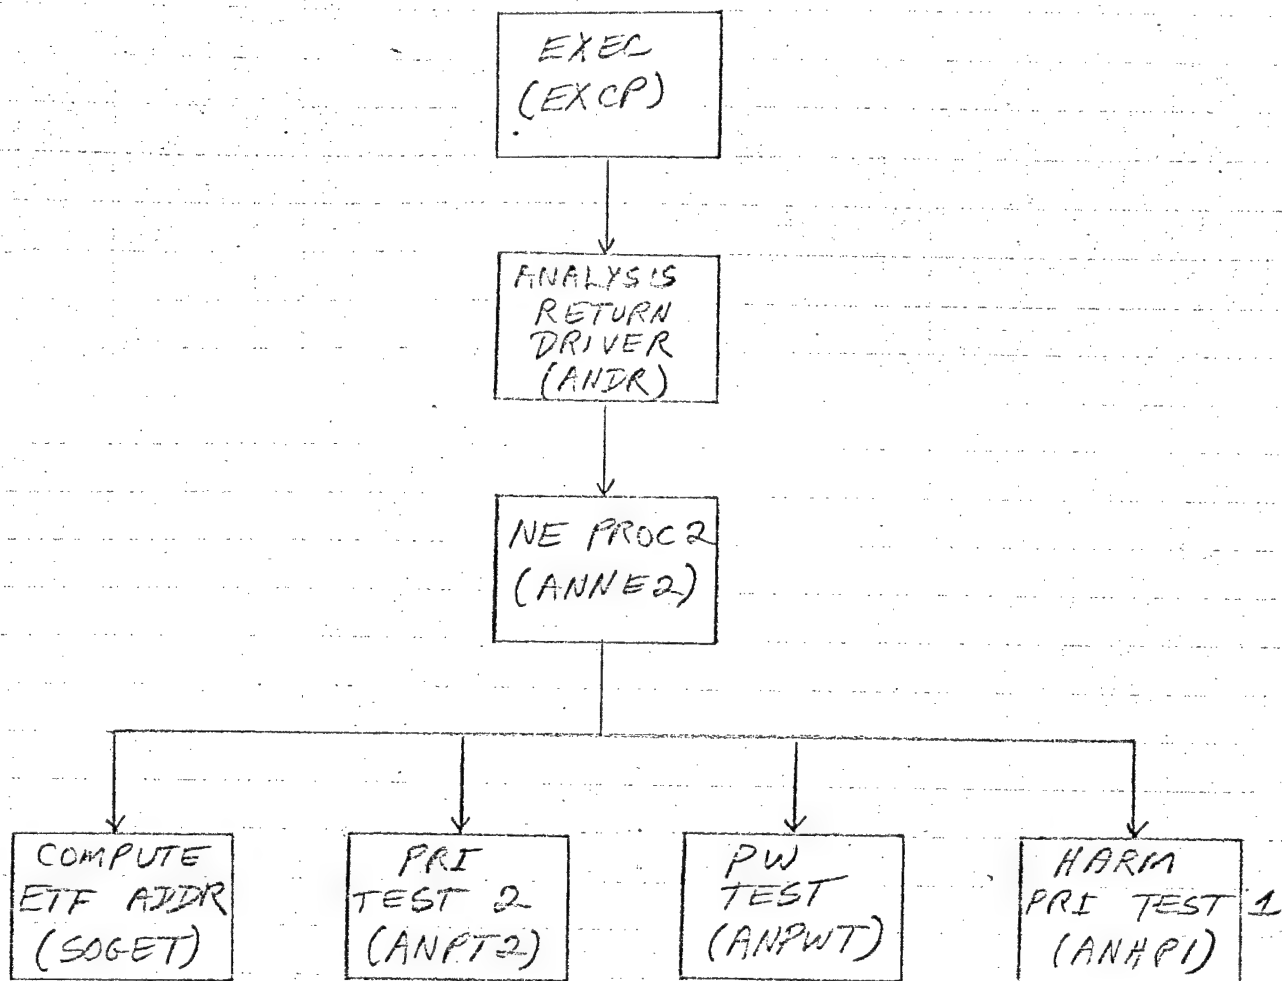 EXEC
(EXCP)
ANALYSIS
RETURN
DRIVER
(ANDR)
NE PROC2
(ANNE2)
COMPUTE
ETF ADDR
(SOGET)
PRI
TEST 2
(ANPT2)
PW
TEST
(ANPWT)
HARM
PRI TEST 1
(ANHP1)